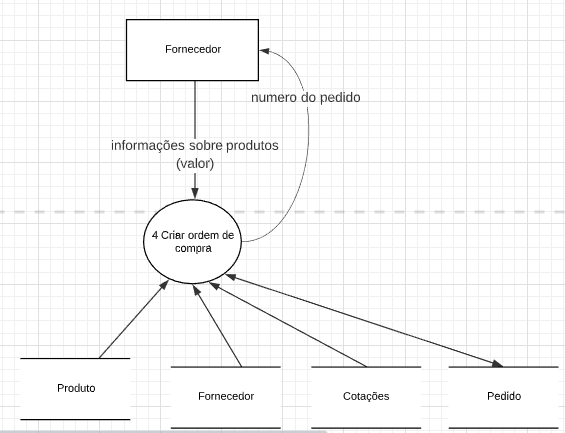 Fornecedor
numero do pedido
informações sobre produtos
(valor)
4 Criar ordem de
compra
Produto
Fornecedor
Cotações
Pedido